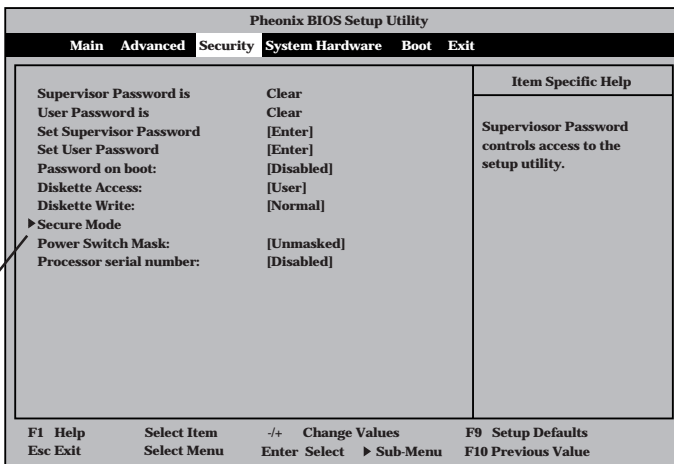 Pheonix BIOS Setup Utility
Main Advanced Security System Hardware Boot Exit
Supervisor Password is Clear
User Password is Clear
Set Supervisor Password [Enter]
Set User Password [Enter]
Password on boot: [Disabled]
Diskette Access: [User]
Diskette Write: [Normal]
Secure Mode
Power Switch Mask: [Unmasked]
Processor serial number: [Disabled]
Item Specific Help
Superviosor Password
controls access to the
setup utility.
F1 Help Select Item -/+ Change Values F9 Setup Defaults
Esc Exit Select Menu Enter Select Sub-Menu F10 Previous Value